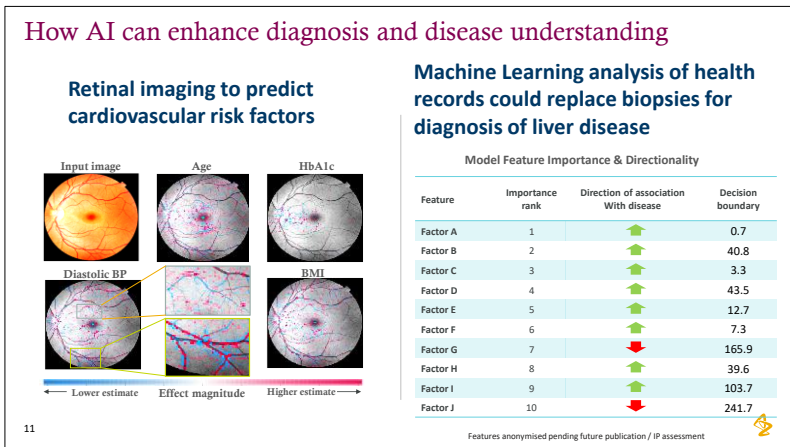 How AI can enhance diagnosis and disease understanding
Retinal imaging to predict
cardiovascular risk factors
Input image Age HbA1c
Diastolic BP BMI
Lower estimate Effect magnitude Higher estimate
11
Machine Learning analysis of health
records could replace biopsies for
diagnosis of liver disease
Model Feature Importance & Directionality
Feature Importance rank Direction of association With disease Decision boundary
Factor A 1 0.7
Factor B 2 40.8
Factor C 3 3.3
Factor D 4 43.5
Factor E 5 12.7
Factor F 6 7.3
Factor G 7 165.9
Factor H 8 39.6
Factor I 9 103.7
Factor J 10 241.7
Features anonymised pending future publication / IP assessment